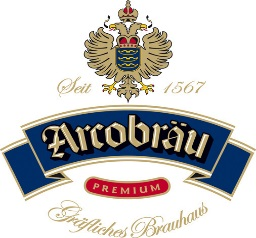 Seit 1567
Arcobräu
PREMIUM
Gräfliches Brauhaus